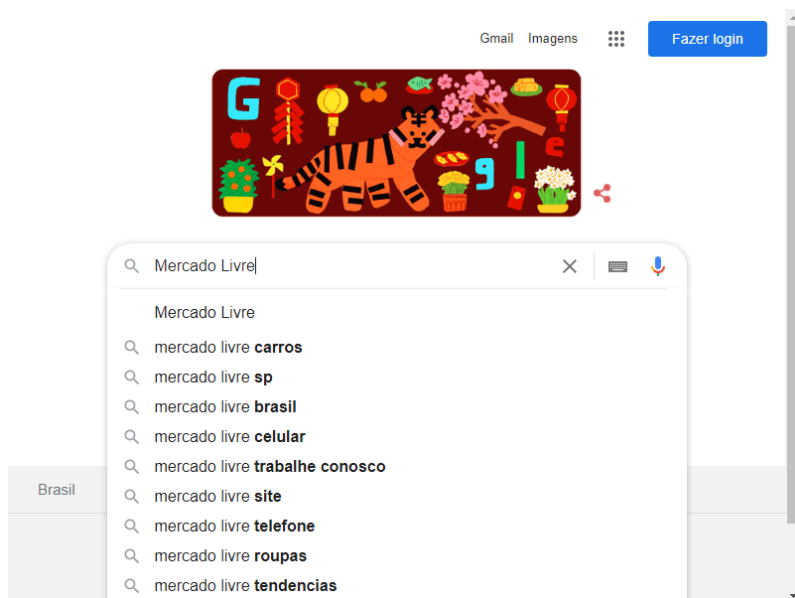 Gmail Imagens Fazer login
G g l e
Mercado Livre
Mercado Livre
mercado livre carros
mercado livre sp
mercado livre brasil
mercado livre celular
mercado livre trabalhe conosco
mercado livre site
Brasil
mercado livre telefone
mercado livre roupas
mercado livre tendencias